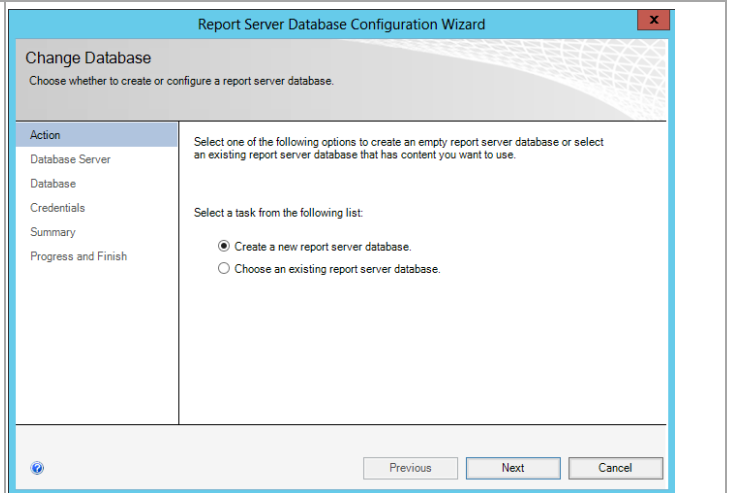 Report Server Database Configuration Wizard
x
Change Database
Choose whether to create or configure a report server database.
Action
Database Server
Database
Credentials
Summary
Progress and Finish
Select one of the following options to create an empty report server database or select
an existing report server database that has content you want to use.
Select a task from the following list:
Create a new report server database.
Choose an existing report server database.
?
Previous
Next
Cancel